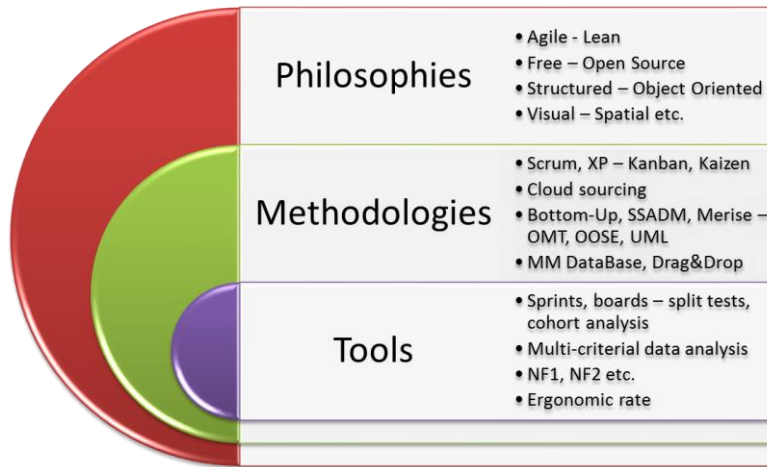 Philosophies
• Agile - Lean
• Free – Open Source
• Structured – Object Oriented
• Visual – Spatial etc.
Methodologies
• Scrum, XP – Kanban, Kaizen
• Cloud sourcing
• Bottom-Up, SSADM, Merise –
OMT, OOSE, UML
• MM DataBase, Drag&Drop
Tools
• Sprints, boards – split tests,
cohort analysis
• Multi-criterial data analysis
• NF1, NF2 etc.
• Ergonomic rate